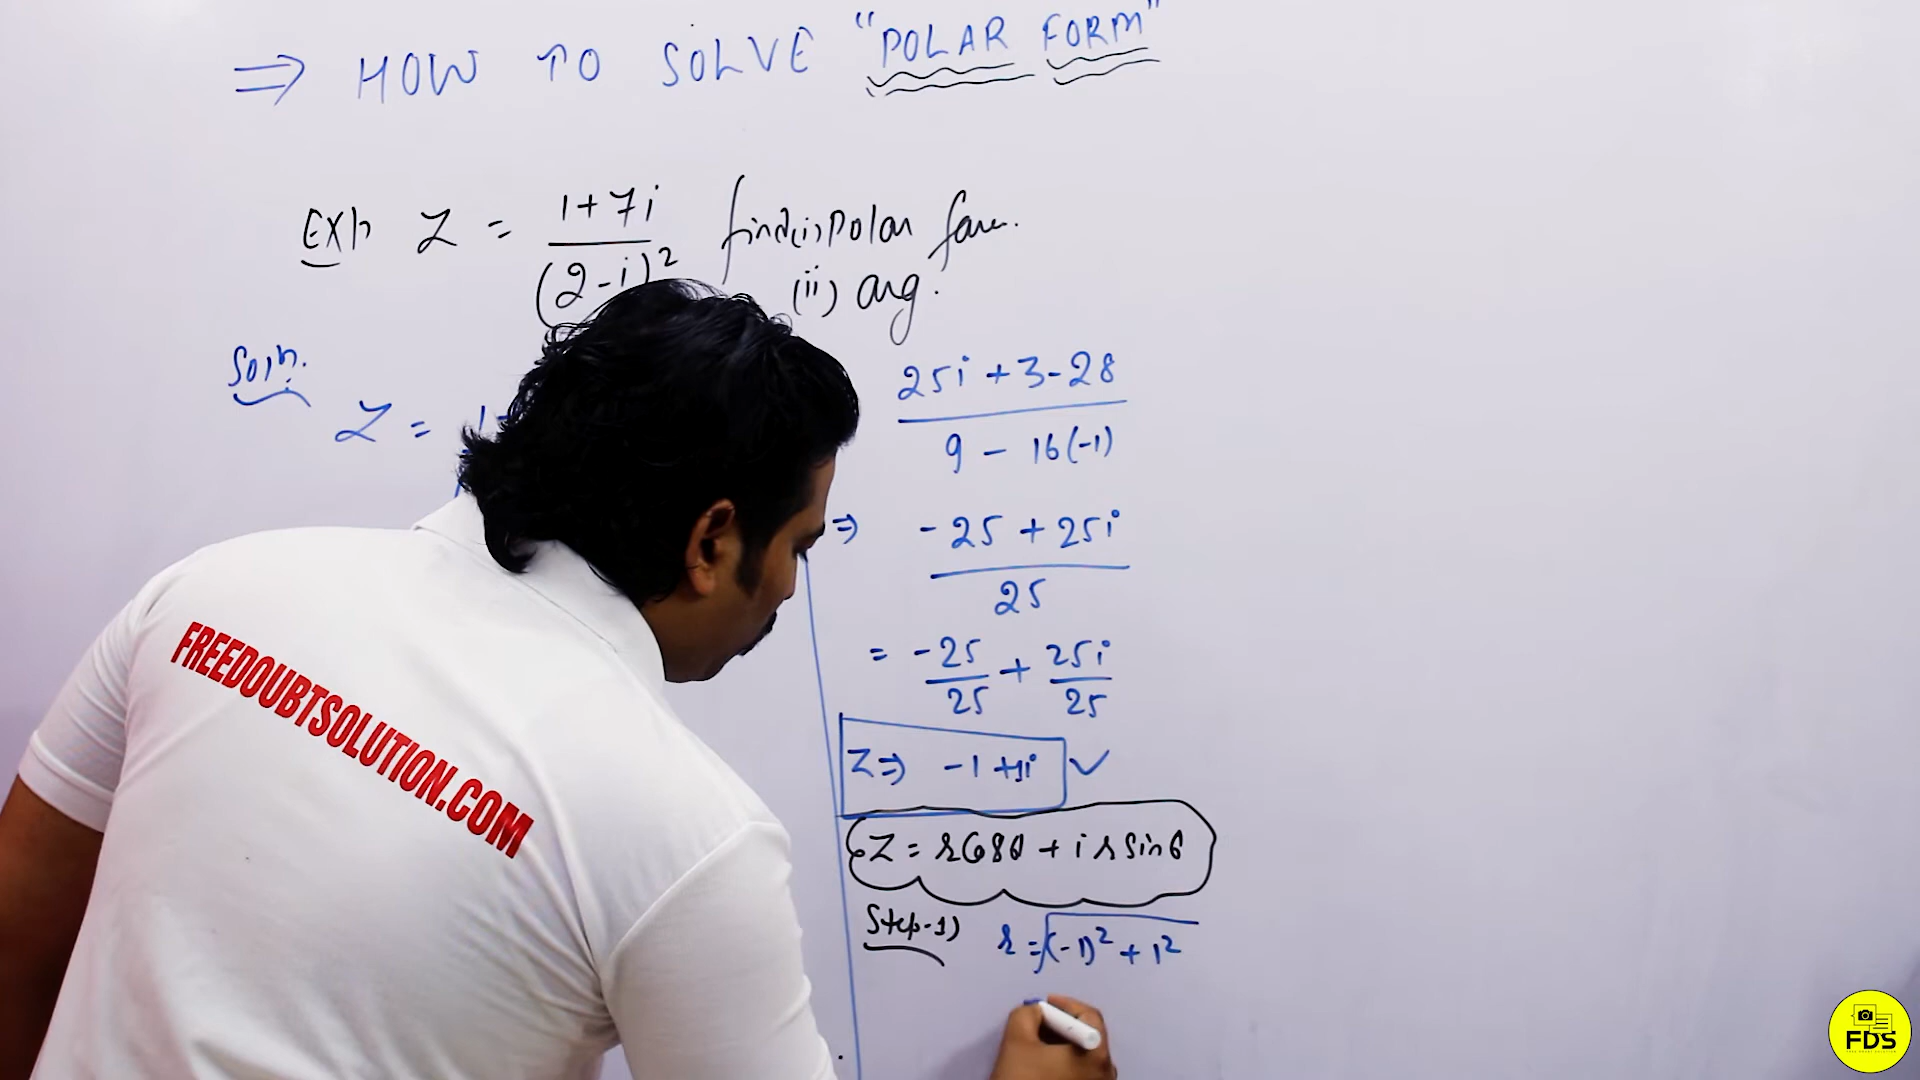 ⇒ HOW TO SOLVE "POLAR FORM"
Exp Z = 1+7i / (2-i)² find (i) Polar
(ii) arg.
Soln.
Z =
25i + 3 - 28 / 9 - 16(-1)
⇒ -25 + 25i / 25
= -25/25 + 25i/25
Z ⇒ -1 + 1i ✓
Z = r Cosθ + i r Sinθ
Step-1) r = √(-1)² + 1²
FREEDOUBTSOLUTION.COM
FDS